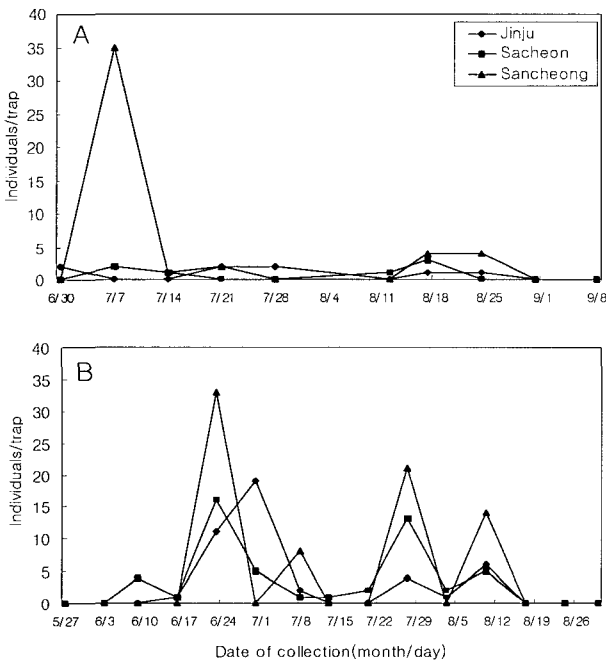 A
Jinju
Sacheon
Sancheong
Individuals/trap
40
35
30
25
20
15
10
5
0
6/30 7/7 7/14 7/21 7/28 8/4 8/11 8/18 8/25 9/1 9/8
B
Individuals/trap
40
35
30
25
20
15
10
5
0
5/27 6/3 6/10 6/17 6/24 7/1 7/8 7/15 7/22 7/29 8/5 8/12 8/19 8/26
Date of collection(month/day)